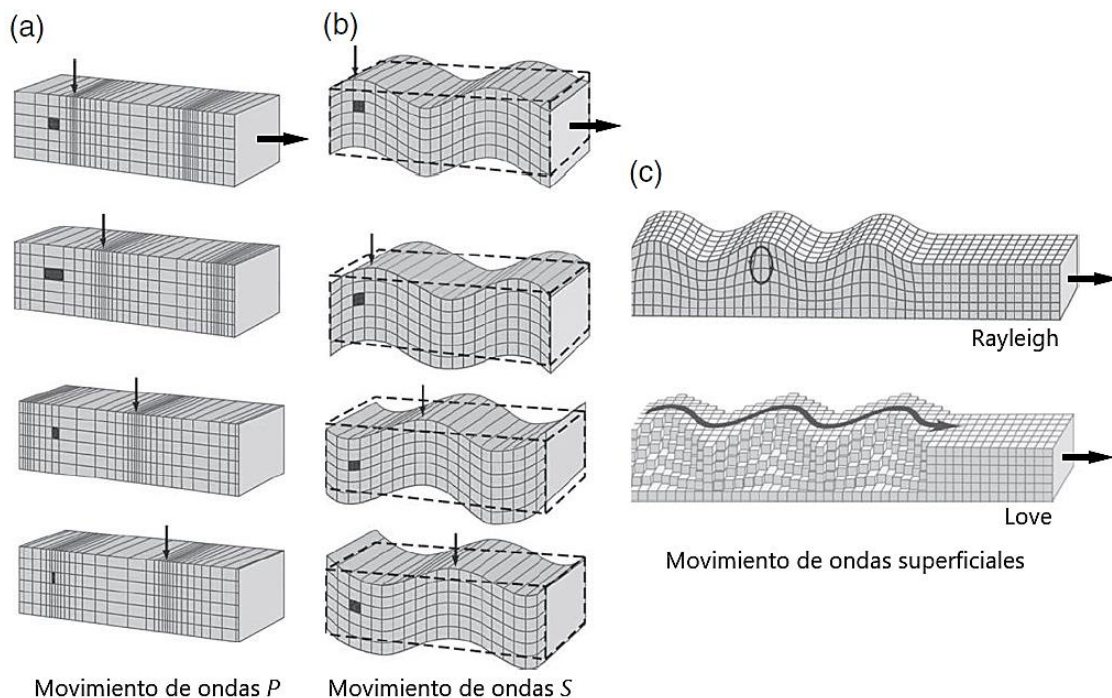 (a)
(b)
(c)
Rayleigh
Love
Movimiento de ondas superficiales
Movimiento de ondas P
Movimiento de ondas S